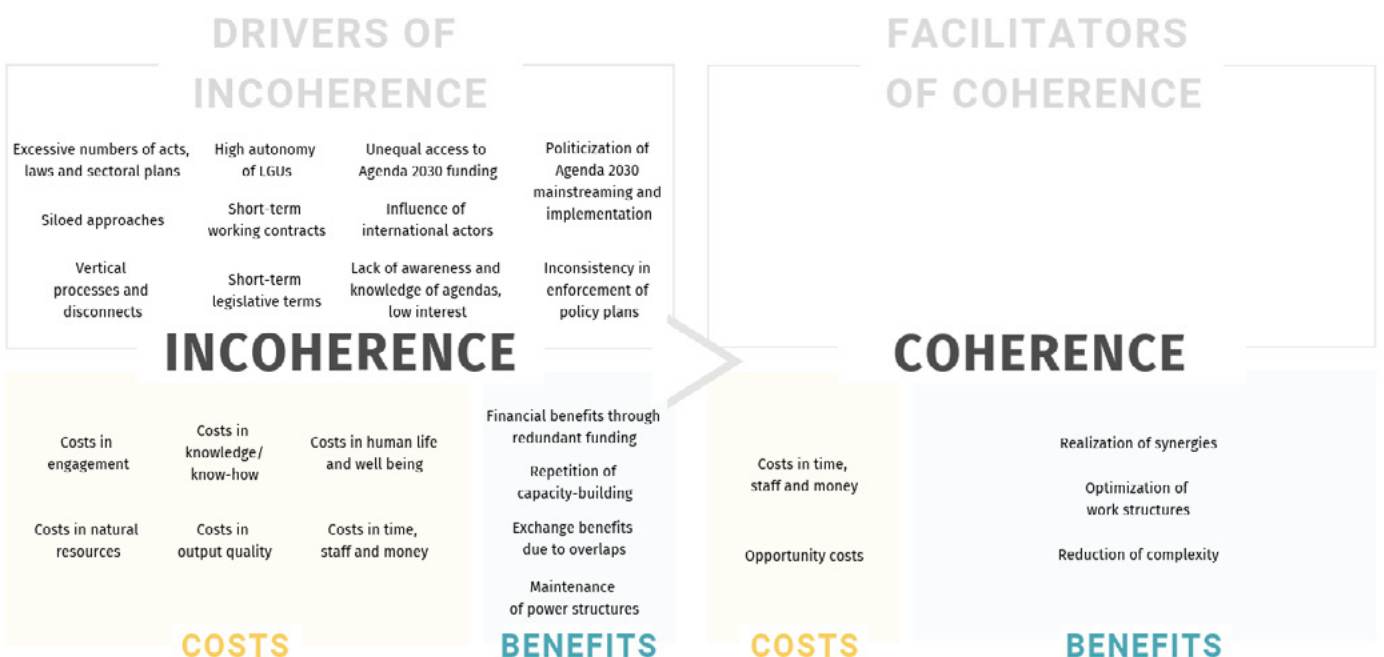 DRIVERS OF
INCOHERENCE
Excessive numbers of acts,
laws and sectoral plans
Siloed approaches
Vertical
processes and
disconnects
High autonomy
of LGUs
Short-term
working contracts
Short-term
legislative terms
Unequal access to
Agenda 2030 funding
Influence of
international actors
Lack of awareness and
knowledge of agendas,
low interest
Politicization of
Agenda 2030
mainstreaming and
implementation
Inconsistency in
enforcement of
policy plans
INCOHERENCE
Costs in
engagement
Costs in natural
resources
Costs in
knowledge/
know-how
Costs in
output quality
Costs in human life
and well being
Costs in time,
staff and money
COSTS
Financial benefits through
redundant funding
Repetition of
capacity-building
Exchange benefits
due to overlaps
Maintenance
of power structures
BENEFITS
FACILITATORS
OF COHERENCE
COHERENCE
Costs in time,
staff and money
Opportunity costs
COSTS
Realization of synergies
Optimization of
work structures
Reduction of complexity
BENEFITS